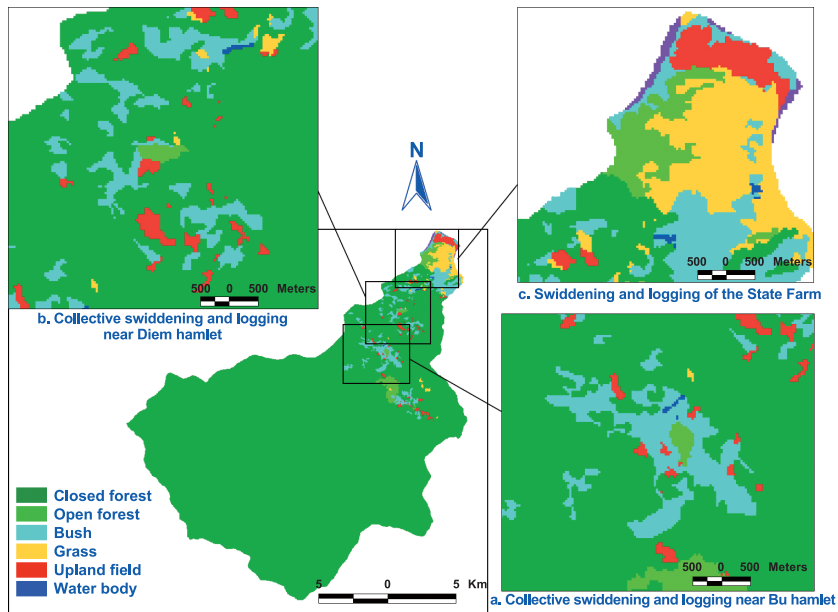 500 0 500 Meters
b. Collective swiddening and logging
near Diem hamlet
N
500 0 500 Meters
c. Swiddening and logging of the State Farm
Closed forest
Open forest
Bush
Grass
Upland field
Water body
5 0 5 Km
500 0 500 Meters
a. Collective swiddening and logging near Bu hamlet